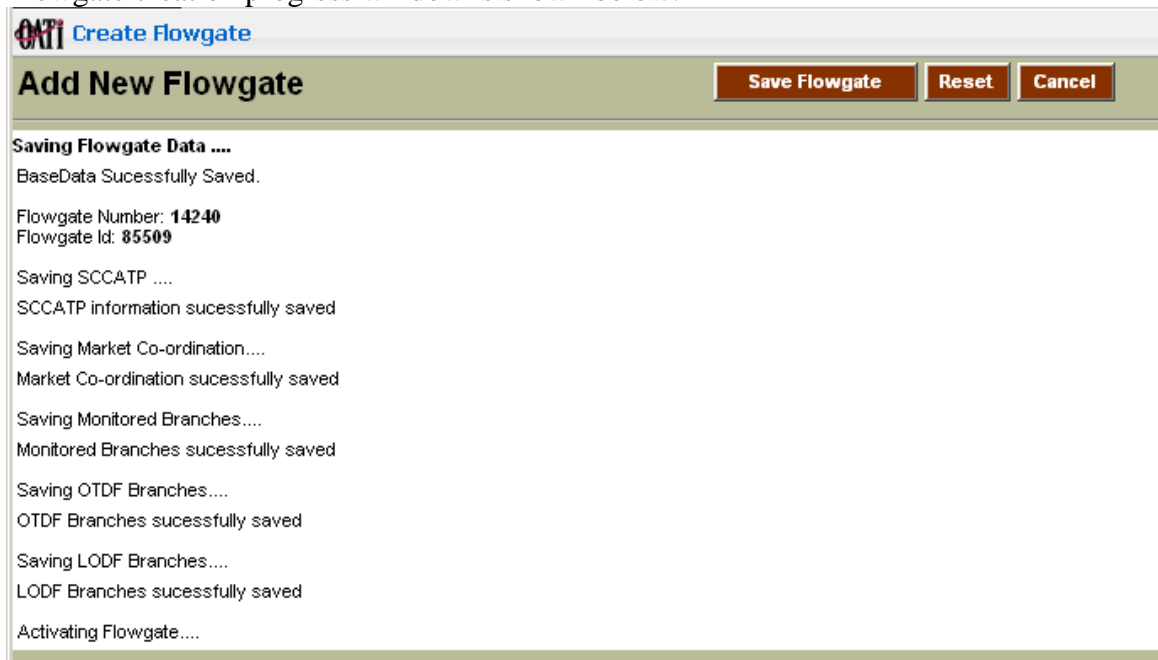 OATi Create Flowgate
Add New Flowgate
Save Flowgate
Reset
Cancel
Saving Flowgate Data ....
BaseData Sucessfully Saved.
Flowgate Number: 14240
Flowgate Id: 85509
Saving SCCATP ....
SCCATP information sucessfully saved
Saving Market Co-ordination....
Market Co-ordination sucessfully saved
Saving Monitored Branches....
Monitored Branches sucessfully saved
Saving OTDF Branches....
OTDF Branches sucessfully saved
Saving LODF Branches....
LODF Branches sucessfully saved
Activating Flowgate....